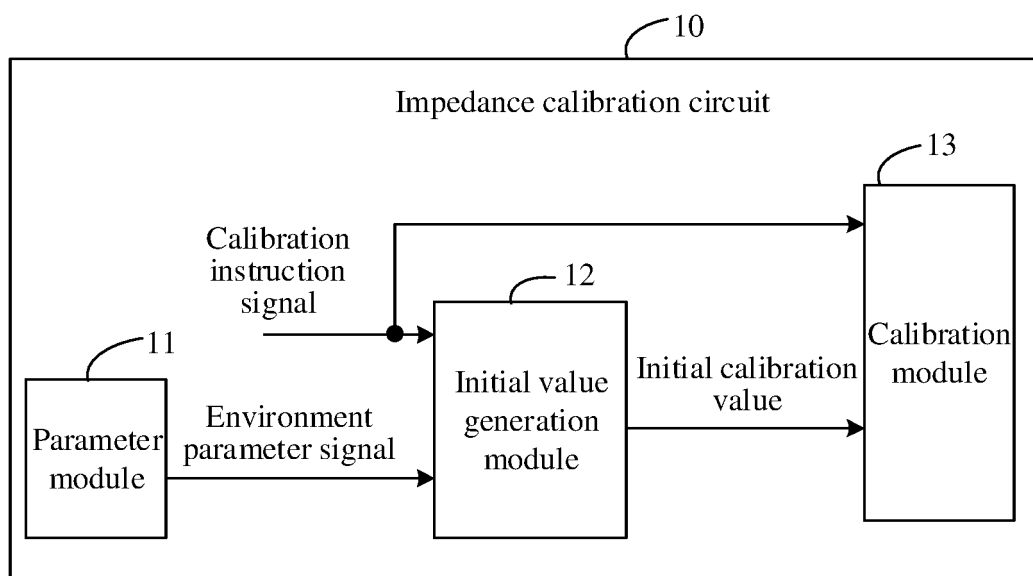 10
Impedance calibration circuit
13
Calibration
instruction
signal
12
11
Calibration
module
Initial value
generation
module
Initial calibration
value
Environment
parameter signal
Parameter
module